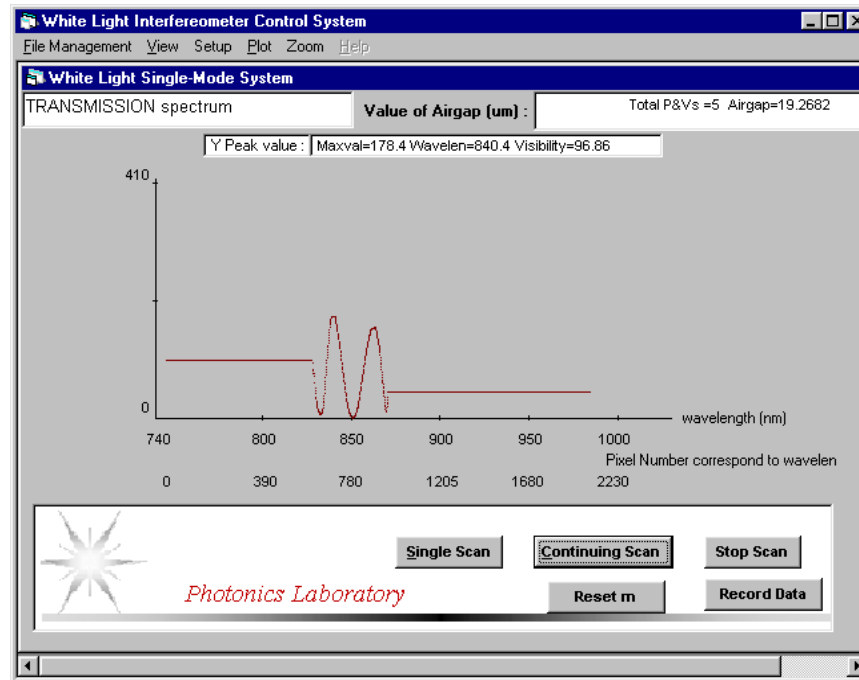 White Light Interfereometer Control System
File Management View Setup Plot Zoom Help
White Light Single-Mode System
TRANSMISSION spectrum
Value of Airgap (um) :
Total P&Vs =5 Airgap=19.2682
Y Peak value : Maxval=178.4 Wavelen=840.4 Visibility=96.86
410
0
wavelength (nm)
740 800 850 900 950 1000
Pixel Number correspond to wavelen
0 390 780 1205 1680 2230
Single Scan Continuing Scan Stop Scan
Photonics Laboratory
Reset m Record Data